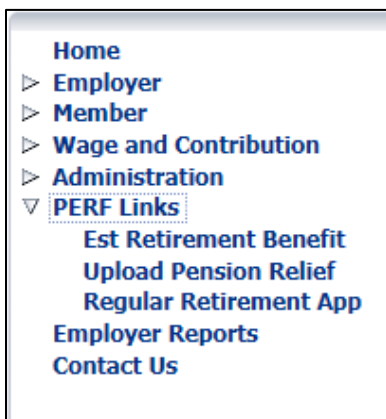 Home
Employer
Member
Wage and Contribution
Administration
PERF Links
Est Retirement Benefit
Upload Pension Relief
Regular Retirement App
Employer Reports
Contact Us